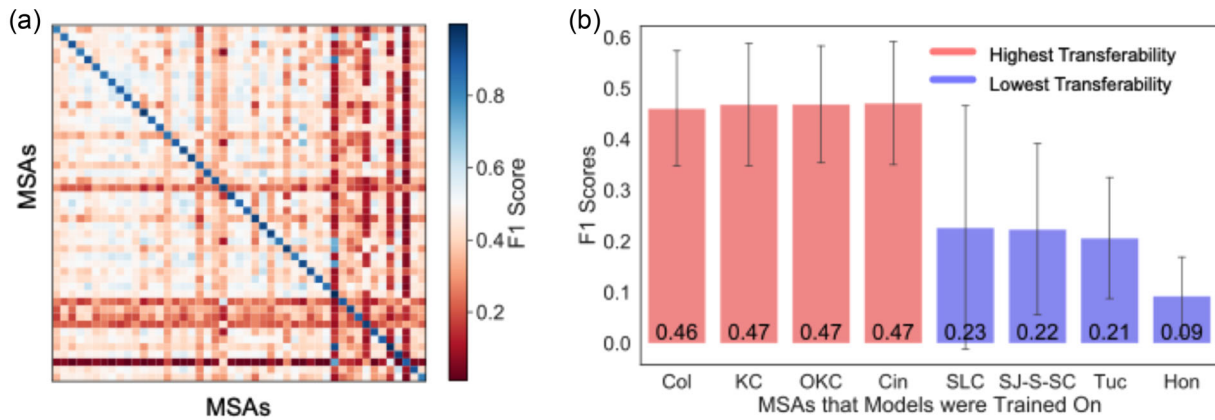 (a)
MSAs
MSAs
0.8
0.6
0.4
0.2
F1 Score
(b)
F1 Scores
0.6
0.5
0.4
0.3
0.2
0.1
0.0
Highest Transferability
Lowest Transferability
0.46 0.47 0.47 0.47 0.23 0.22 0.21 0.09
Col KC OKC Cin SLC SJ-S-SC Tuc Hon
MSAs that Models were Trained On